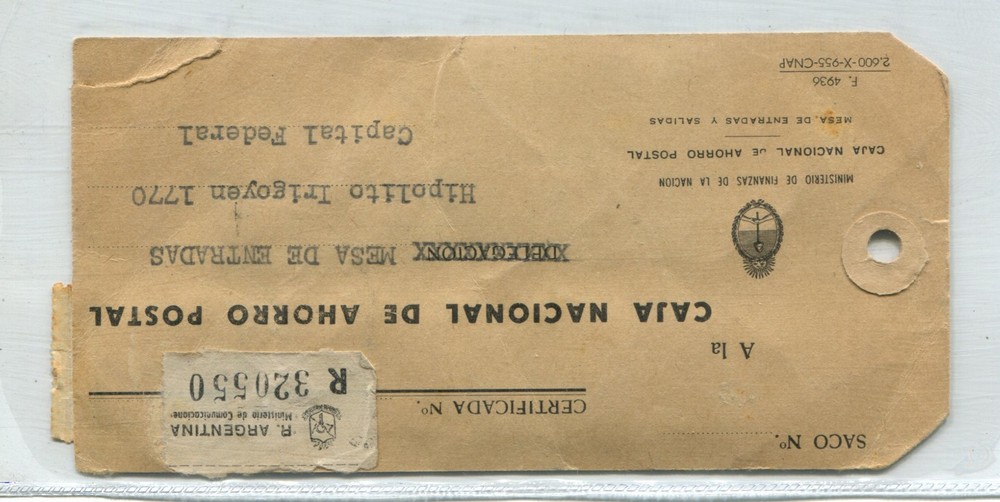 SACO Nº.
CERTIFICADA Nº.
R. ARGENTINA
Ministerio de Comunicacione
R 320550
A la
CAJA NACIONAL DE AHORRO POSTAL
XDELEGACIONX MESA DE ENTRADAS
Hipolito Irigoyen 1770
Capital Federal
MINISTERIO DE FINANZAS DE LA NACION
CAJA NACIONAL DE AHORRO POSTAL
MESA DE ENTRADAS Y SALIDAS
F. 4936
2.600-X-955-CNAP